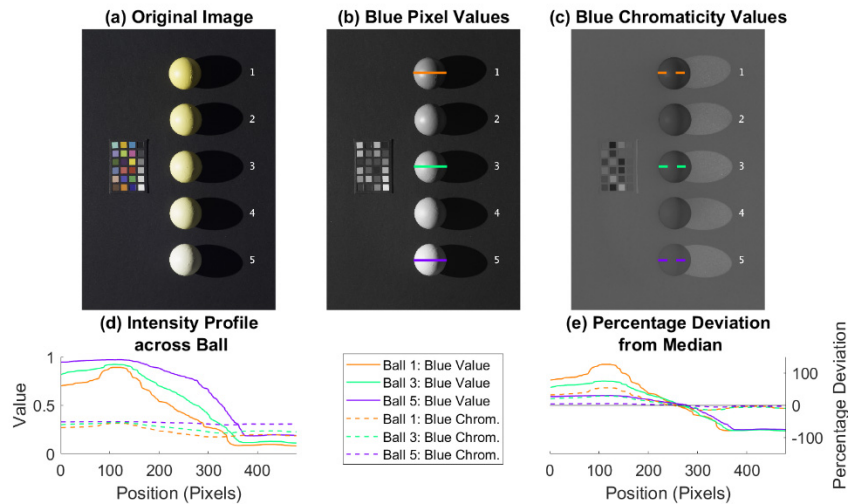 (a) Original Image
(b) Blue Pixel Values
(c) Blue Chromaticity Values
1
2
3
4
5
1
2
3
4
5
1
2
3
4
5
(d) Intensity Profile
across Ball
Value
1
0.5
0
0
100
200
300
400
Position (Pixels)
Ball 1: Blue Value
Ball 3: Blue Value
Ball 5: Blue Value
Ball 1: Blue Chrom.
Ball 3: Blue Chrom.
Ball 5: Blue Chrom.
(e) Percentage Deviation
from Median
100
0
-100
Percentage Deviation
0
100
200
300
400
Position (Pixels)